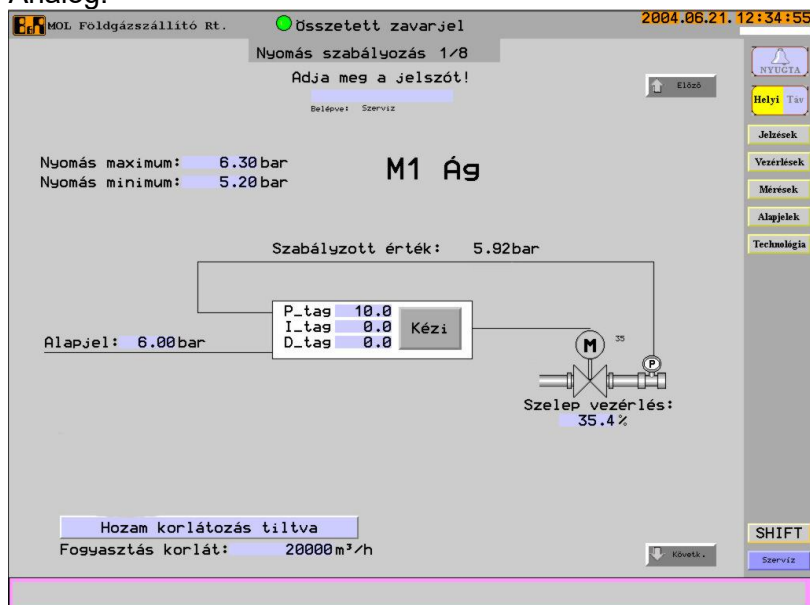 Analóg:
B&R MOL Földgázszállító Rt. Összetett zavarjel 2004.06.21. 12:34:55
Nyomás szabályozás 1/8
Adja meg a jelszót!
Belépve: Szerviz
Előző
NYUGTA
Helyi Táv
Jelzések
Vezérlések
Mérések
Alapjelek
Technológia
Nyomás maximum: 6.30 bar
Nyomás minimum: 5.20 bar
M1 Ág
Szabályzott érték: 5.92bar
P_tag 10.0
I_tag 0.0
D_tag 0.0
Kézi
Alapjel: 6.00 bar
M 35
P
Szelep vezérlés:
35.4%
Hozam korlátozás tiltva
Fogyasztás korlát: 20000 m³/h
Követk.
SHIFT
Szerviz